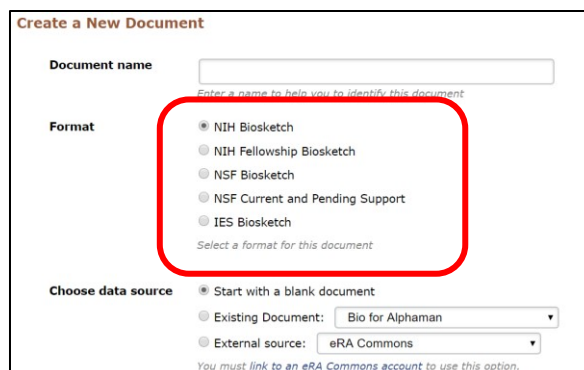 Create a New Document
Document name
Enter a name to help you to identify this document
Format
NIH Biosketch
NIH Fellowship Biosketch
NSF Biosketch
NSF Current and Pending Support
IES Biosketch
Select a format for this document
Choose data source
Start with a blank document
Existing Document: Bio for Alphaman
External source: eRA Commons
You must link to an eRA Commons account to use this option.